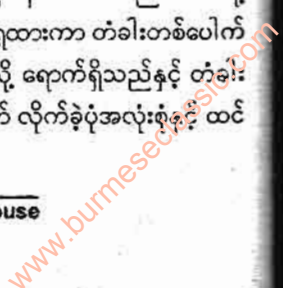 ရထားကာ တံခါးတစ်ပေါက်
ရောက်ရှိသည်နှင့် တံခါး
လိုက်ခဲ့ပုံအလုံးစုံနှင့် ထင်
www.burmeseclassic.com